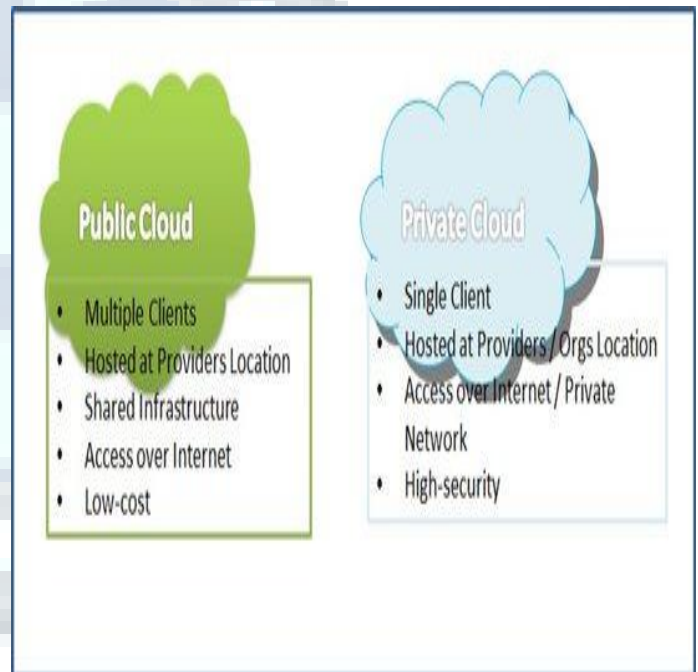 Public Cloud
• Multiple Clients
• Hosted at Providers Location
• Shared Infrastructure
• Access over Internet
• Low-cost
Private Cloud
• Single Client
• Hosted at Providers / Orgs Location
• Access over Internet / Private
Network
• High-security